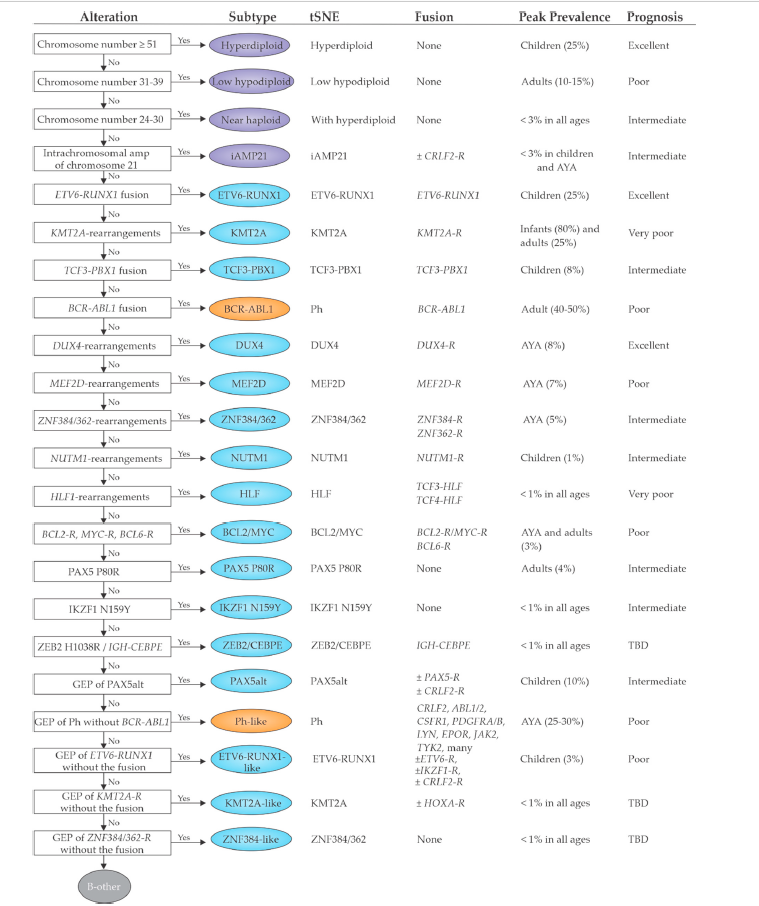 Alteration Subtype tSNE Fusion Peak Prevalence Prognosis
Chromosome number ≥ 51 Yes Hyperdiploid Hyperdiploid None Children (25%) Excellent
No
Chromosome number 31-39 Yes Low hypodiploid Low hypodiploid None Adults (10-15%) Poor
No
Chromosome number 24-30 Yes Near haploid With hyperdiploid None < 3% in all ages Intermediate
No
Intrachromosomal amp Yes iAMP21 iAMP21 ± CRLF2-R < 3% in children Intermediate
of chromosome 21 and AYA
No
ETV6-RUNX1 fusion Yes ETV6-RUNX1 ETV6-RUNX1 ETV6-RUNX1 Children (25%) Excellent
No
KMT2A-rearrangements Yes KMT2A KMT2A KMT2A-R Infants (80%) and Very poor
adults (25%)
No
TCF3-PBX1 fusion Yes TCF3-PBX1 TCF3-PBX1 TCF3-PBX1 Children (8%) Intermediate
No
BCR-ABL1 fusion Yes BCR-ABL1 Ph BCR-ABL1 Adult (40-50%) Poor
No
DUX4-rearrangements Yes DUX4 DUX4 DUX4-R AYA (8%) Excellent
No
MEF2D-rearrangements Yes MEF2D MEF2D MEF2D-R AYA (7%) Poor
No
ZNF384/362-rearrangements Yes ZNF384/362 ZNF384/362 ZNF384-R AYA (5%) Intermediate
ZNF362-R
No
NUTM1-rearrangements Yes NUTM1 NUTM1 NUTM1-R Children (1%) Intermediate
No
HLF1-rearrangements Yes HLF HLF TCF3-HLF < 1% in all ages Very poor
TCF4-HLF
No
BCL2-R, MYC-R, BCL6-R Yes BCL2/MYC BCL2/MYC BCL2-R/MYC-R AYA and adults Poor
BCL6-R (3%)
No
PAX5 P80R Yes PAX5 P80R PAX5 P80R None Adults (4%) Intermediate
No
IKZF1 N159Y Yes IKZF1 N159Y IKZF1 N159Y None < 1% in all ages Intermediate
No
ZEB2 H1038R / IGH-CEBPE Yes ZEB2/CEBPE ZEB2/CEBPE IGH-CEBPE < 1% in all ages TBD
No
GEP of PAX5alt Yes PAX5alt PAX5alt ± PAX5-R Children (10%) Intermediate
± CRLF2-R
No
GEP of Ph without BCR-ABL1 Yes Ph-like Ph CRLF2, ABL1/2, AYA (25-30%) Poor
CSFR1, PDGFRA/B,
LYN, EPOR, JAK2,
TYK2, many
No
GEP of ETV6-RUNX1 Yes ETV6-RUNX1- ETV6-RUNX1 ±ETV6-R, Children (3%) Poor
without the fusion like ±IKZF1-R,
± CRLF2-R
No
GEP of KMT2A-R Yes KMT2A-like KMT2A ± HOXA-R < 1% in all ages TBD
without the fusion
No
GEP of ZNF384/362-R Yes ZNF384-like ZNF384/362 None < 1% in all ages TBD
without the fusion
B-other